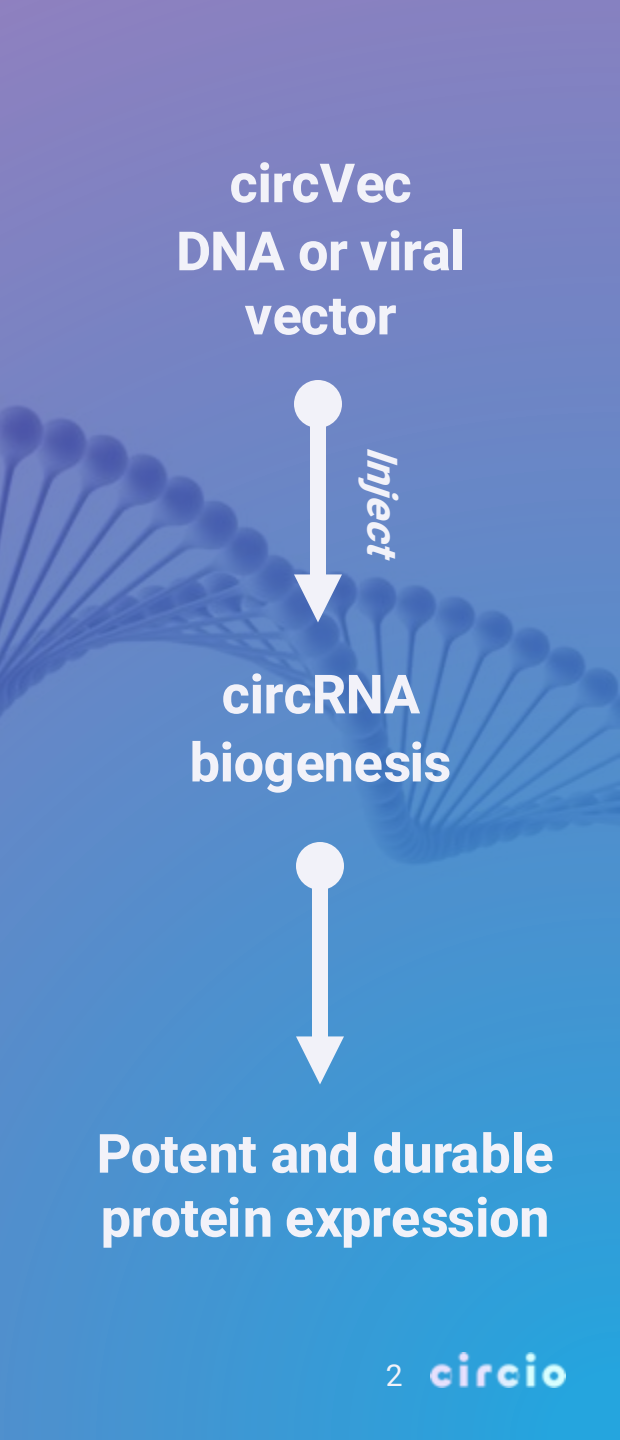 circVec
DNA or viral
vector
Inject
circRNA
biogenesis
Potent and durable
protein expression
2 circio